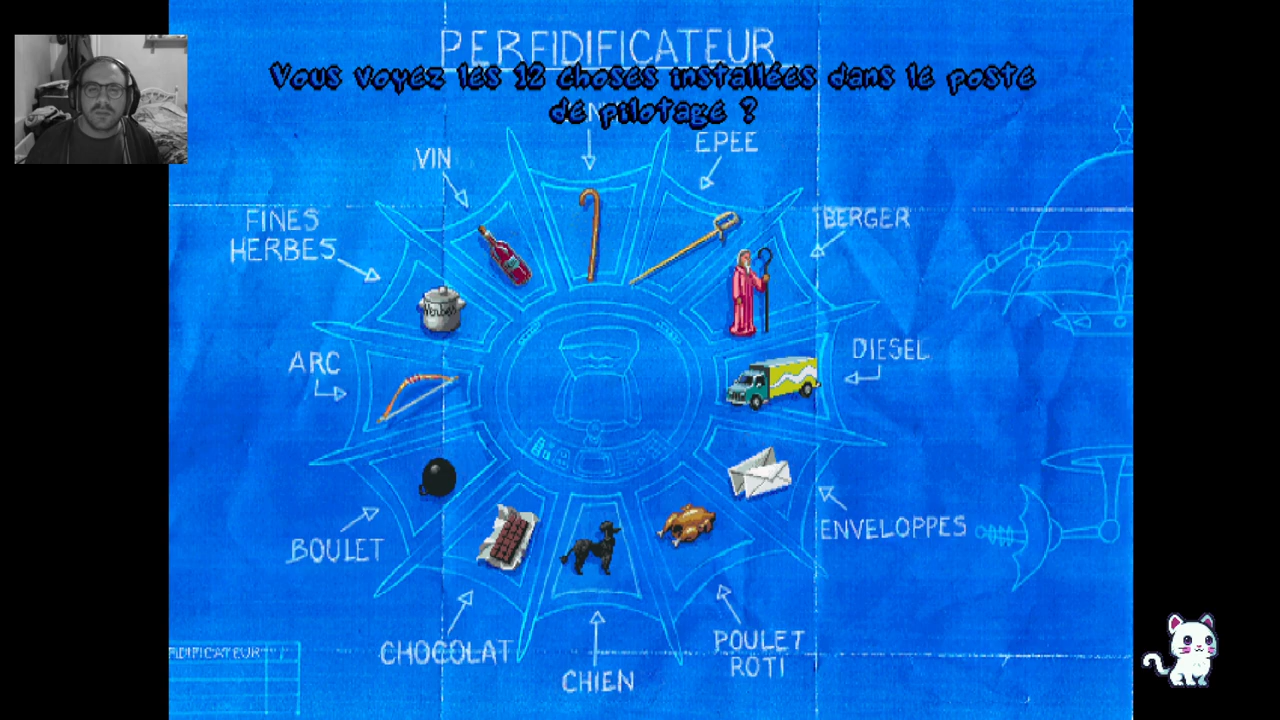 PERFIDIFICATEUR
Vous voyez les 12 choses installées dans le poste
de pilotage ?
EPEE
VIN
BERGER
FINES
HERBES
DIESEL
ARC
ENVELOPPES
BOULET
POULET
ROTI
CHOCOLAT
CHIEN
Herbes